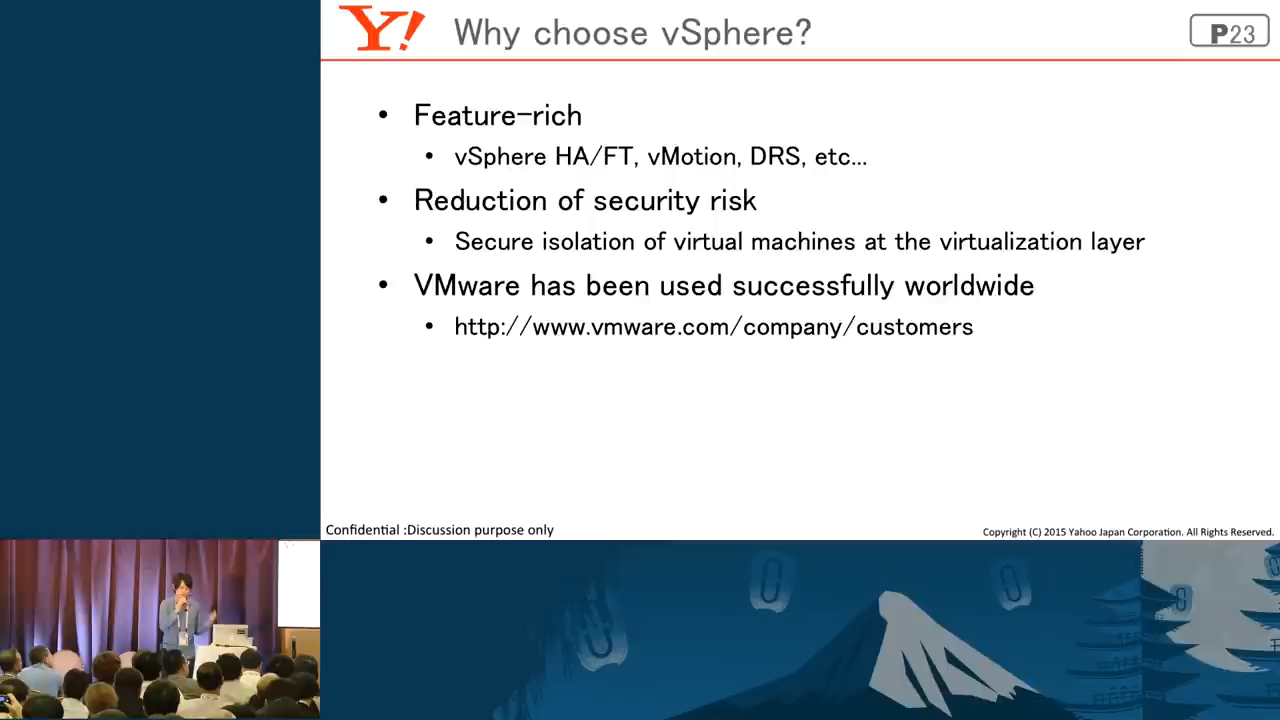 Y! Why choose vSphere?
P23
• Feature-rich
• vSphere HA/FT, vMotion, DRS, etc...
• Reduction of security risk
• Secure isolation of virtual machines at the virtualization layer
• VMware has been used successfully worldwide
• http://www.vmware.com/company/customers
Confidential :Discussion purpose only
Copyright (C) 2015 Yahoo Japan Corporation. All Rights Reserved.